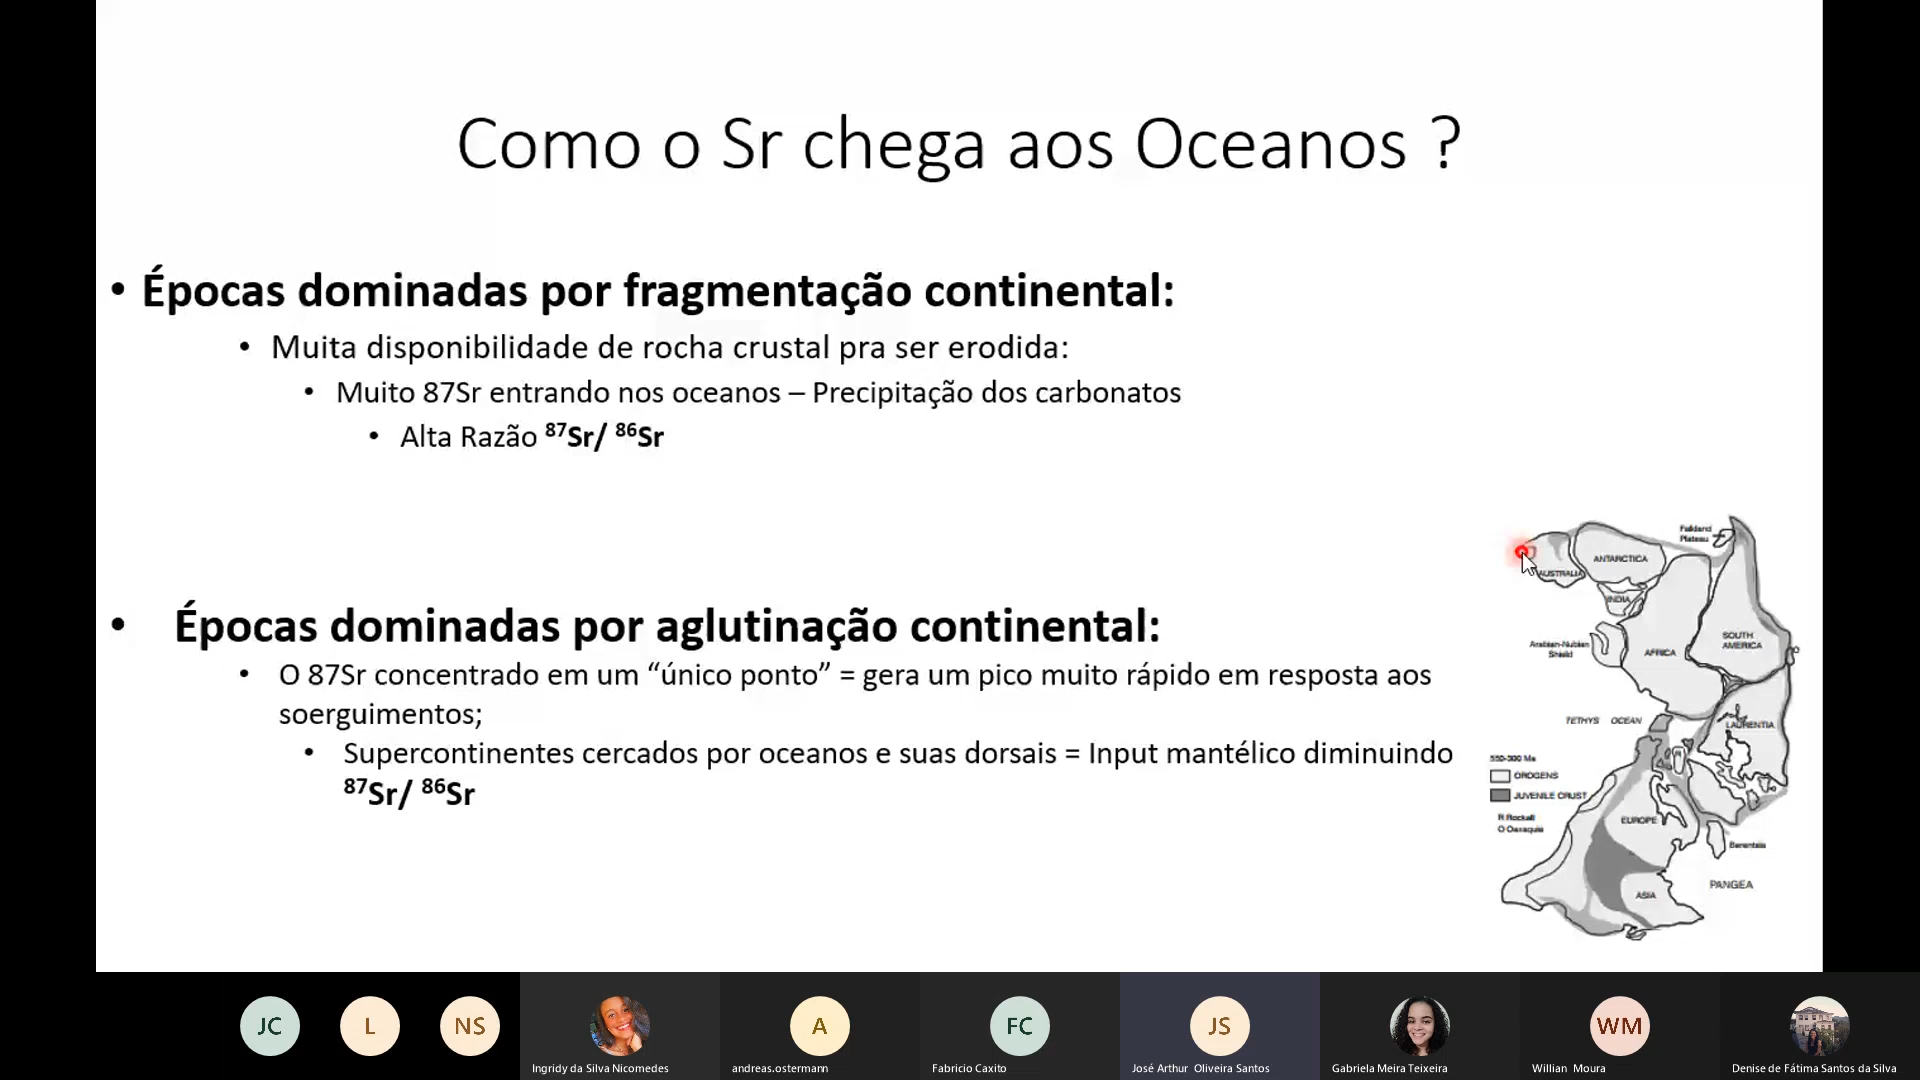 Como o Sr chega aos Oceanos ?
• Épocas dominadas por fragmentação continental:
• Muita disponibilidade de rocha crustal pra ser erodida:
• Muito 87Sr entrando nos oceanos – Precipitação dos carbonatos
• Alta Razão ⁸⁷Sr/ ⁸⁶Sr
• Épocas dominadas por aglutinação continental:
• O 87Sr concentrado em um “único ponto” = gera um pico muito rápido em resposta aos
soerguimentos;
• Supercontinentes cercados por oceanos e suas dorsais = Input mantélico diminuindo
⁸⁷Sr/ ⁸⁶Sr
Falkland
Plateau
ANTARCTICA
AUSTRALIA
INDIA
Arabian-Nubian
Shield
AFRICA
SOUTH
AMERICA
TETHYS OCEAN
LAURENTIA
550-300 Ma
OROGENS
JUVENILE CRUST
R Rockall
O Oaxaquia
EUROPE
Barentsia
PANGEA
ASIA
JC
L
NS
A
FC
JS
WM
Ingridy da Silva Nicomedes
andreas.ostermann
Fabricio Caxito
José Arthur Oliveira Santos
Gabriela Meira Teixeira
Willian Moura
Denise de Fátima Santos da Silva